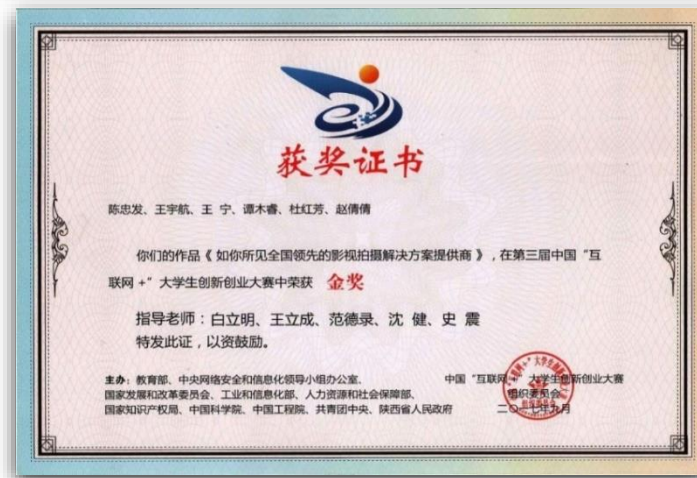 获奖证书
陈忠发、王宇航、王 宁、谭木睿、杜红芳、赵倩倩
你们的作品《 如你所见全国领先的影视拍摄解决方案提供商 》，在第三届中国“互
联网 +”大学生创新创业大赛中荣获 金奖
指导老师：白立明、王立成、范德录、沈 健、史 震
特发此证，以资鼓励。
主办：教育部、中央网络安全和信息化领导小组办公室、
国家发展和改革委员会、工业和信息化部、人力资源和社会保障部、
国家知识产权局、中国科学院、中国工程院、共青团中央、陕西省人民政府
中国“互联网 +”大学生创新创业大赛
组织委员会
二〇一七年九月